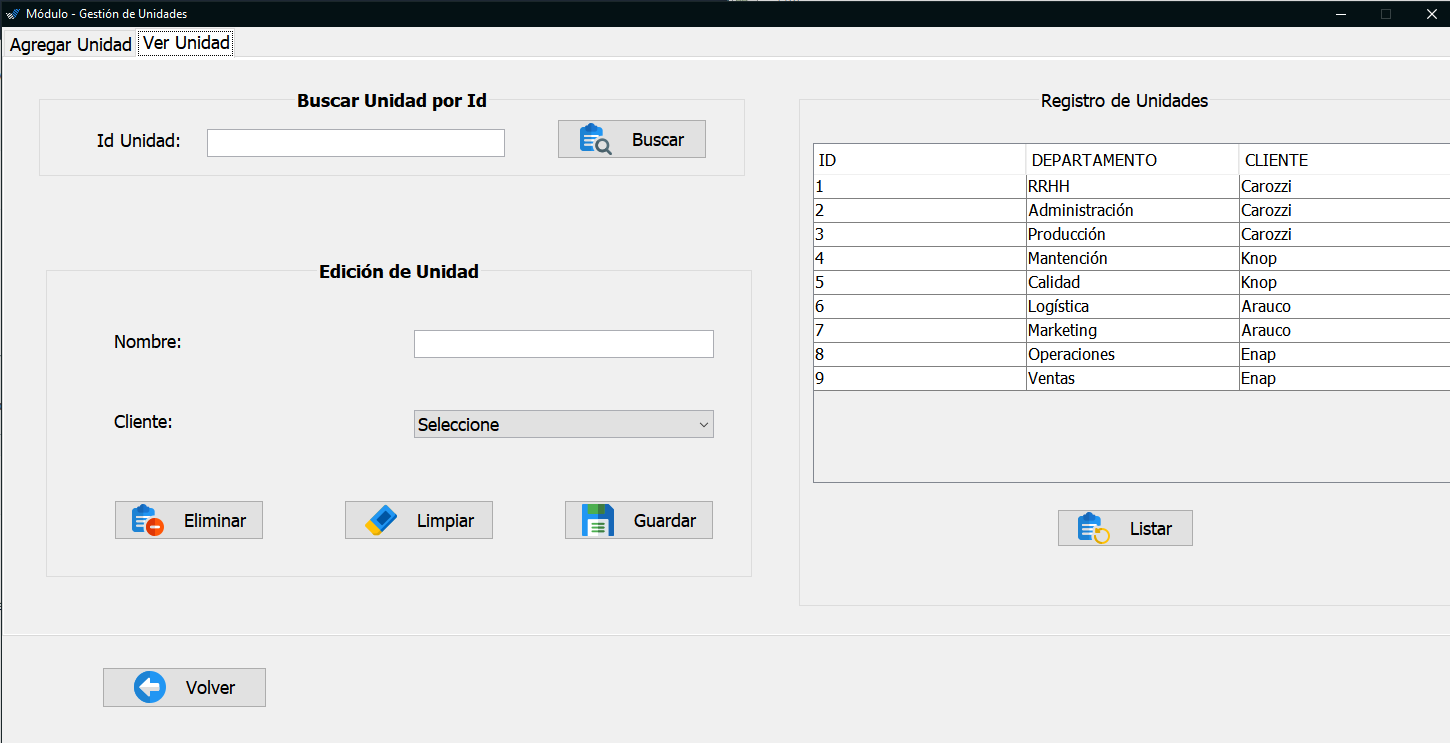 Módulo - Gestión de Unidades
Agregar Unidad Ver Unidad
Buscar Unidad por Id
Id Unidad: Buscar
Edición de Unidad
Nombre:
Cliente: Seleccione
Eliminar Limpiar Guardar
Registro de Unidades
ID DEPARTAMENTO CLIENTE
1 RRHH Carozzi
2 Administración Carozzi
3 Producción Carozzi
4 Mantención Knop
5 Calidad Knop
6 Logística Arauco
7 Marketing Arauco
8 Operaciones Enap
9 Ventas Enap
Listar
Volver